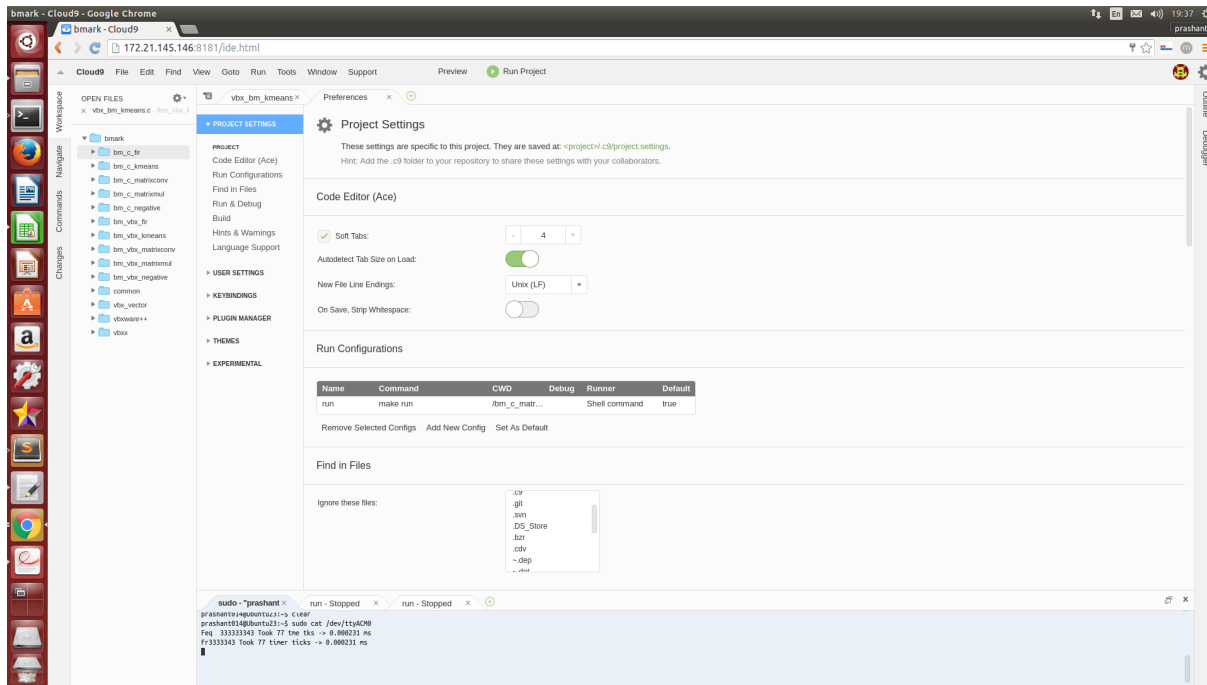 bmark - Cloud9 - Google Chrome
En 19:37
bmark - Cloud9 ×
prashant
172.21.145.146:8181/ide.html
Cloud9 File Edit Find View Goto Run Tools Window Support Preview Run Project
Workspace
Navigate
Commands
Changes
OPEN FILES
× vbx_bm_kmeans.c
bmark
bm_c_fir
bm_c_kmeans
bm_c_matrixconv
bm_c_matrixmul
bm_c_negative
bm_vbx_fir
bm_vbx_kmeans
bm_vbx_matrixconv
bm_vbx_matrixmul
bm_vbx_negative
common
vbx_vector
vbxware++
vbxx
vbx_bm_kmeans × Preferences ×
PROJECT SETTINGS
PROJECT
Code Editor (Ace)
Run Configurations
Find in Files
Run & Debug
Build
Hints & Warnings
Language Support
USER SETTINGS
KEYBINDINGS
PLUGIN MANAGER
THEMES
EXPERIMENTAL
Project Settings
These settings are specific to this project. They are saved at: <project>/.c9/project.settings.
Hint: Add the .c9 folder to your repository to share these settings with your collaborators.
Code Editor (Ace)
Soft Tabs: - 4 +
Autodetect Tab Size on Load:
New File Line Endings: Unix (LF)
On Save, Strip Whitespace:
Run Configurations
Name Command CWD Debug Runner Default
run make run /bm_c_matr... Shell command true
Remove Selected Configs Add New Config Set As Default
Find in Files
Ignore these files:
.c9
.git
.svn
.DS_Store
.bzr
.cdv
~.dep
~.dot
Outline
Debugger
sudo - "prashant × run - Stopped × run - Stopped ×
prashant014@Ubuntu23:~$ clear
prashant014@Ubuntu23:~$ sudo cat /dev/ttyACM0
Feq 333333343 Took 77 tme tks -> 0.000231 ms
Fr3333343 Took 77 timer ticks -> 0.000231 ms